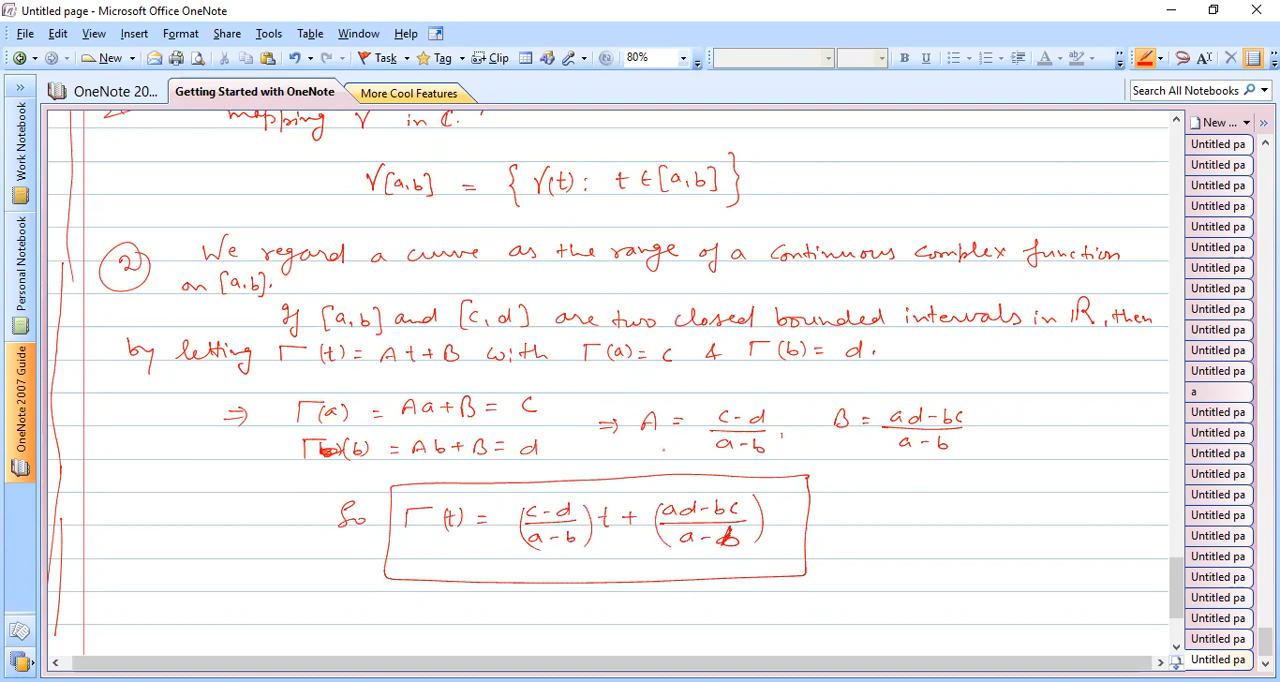 Untitled page - Microsoft Office OneNote
File Edit View Insert Format Share Tools Table Window Help
New Task Tag Clip 80% B U A ab A
OneNote 20... Getting Started with OneNote More Cool Features Search All Notebooks
Work Notebook
Personal Notebook
OneNote 2007 Guide
mapping γ in ℂ.
γ[a,b] = { γ(t): t ∈ [a,b] }
② We regard a curve as the range of a continuous complex function
on [a,b].
If [a,b] and [c,d] are two closed bounded intervals in ℝ, then
by letting Γ(t) = At+B with Γ(a) = c & Γ(b) = d.
⇒ Γ(a) = Aa+B = c ⇒ A = (c-d)/(a-b), B = (ad-bc)/(a-b)
Γ(b) = Ab+B = d
So Γ(t) = ((c-d)/(a-b)) t + ((ad-bc)/(a-b))
New ...
Untitled pa
Untitled pa
Untitled pa
Untitled pa
Untitled pa
Untitled pa
Untitled pa
Untitled pa
Untitled pa
Untitled pa
Untitled pa
Untitled pa
a
Untitled pa
Untitled pa
Untitled pa
Untitled pa
Untitled pa
Untitled pa
Untitled pa
Untitled pa
Untitled pa
Untitled pa
Untitled pa
Untitled pa
Untitled pa